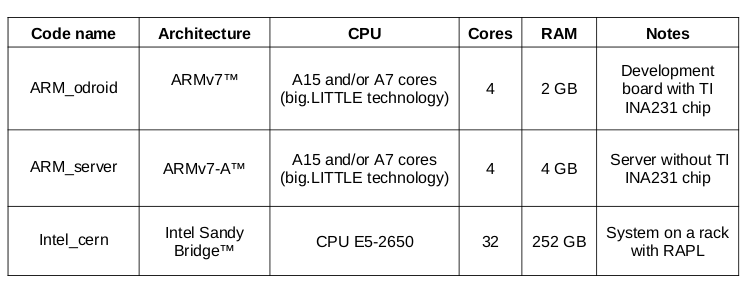 Code name Architecture CPU Cores RAM Notes
ARM_odroid ARMv7™ A15 and/or A7 cores (big.LITTLE technology) 4 2 GB Development board with TI INA231 chip
ARM_server ARMv7-A™ A15 and/or A7 cores (big.LITTLE technology) 4 4 GB Server without TI INA231 chip
Intel_cern Intel Sandy Bridge™ CPU E5-2650 32 252 GB System on a rack with RAPL